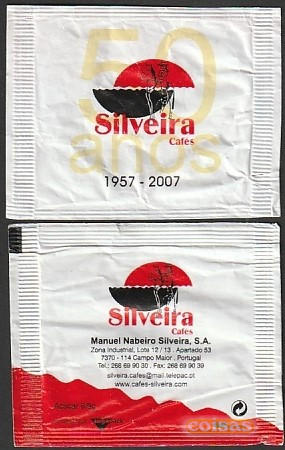 50
anos
Silveira
Cafés
1957 - 2007
Silveira
Cafés
Manuel Nabeiro Silveira, S.A.
Zona Industrial, Lote 12 / 13 . Apartado 53
7370 - 114 Campo Maior . Portugal
Tel.: 268 69 90 30 . Fax: 268 69 90 39
silveira.cafes@mail.telepac.pt
www.cafes-silveira.com
coisas